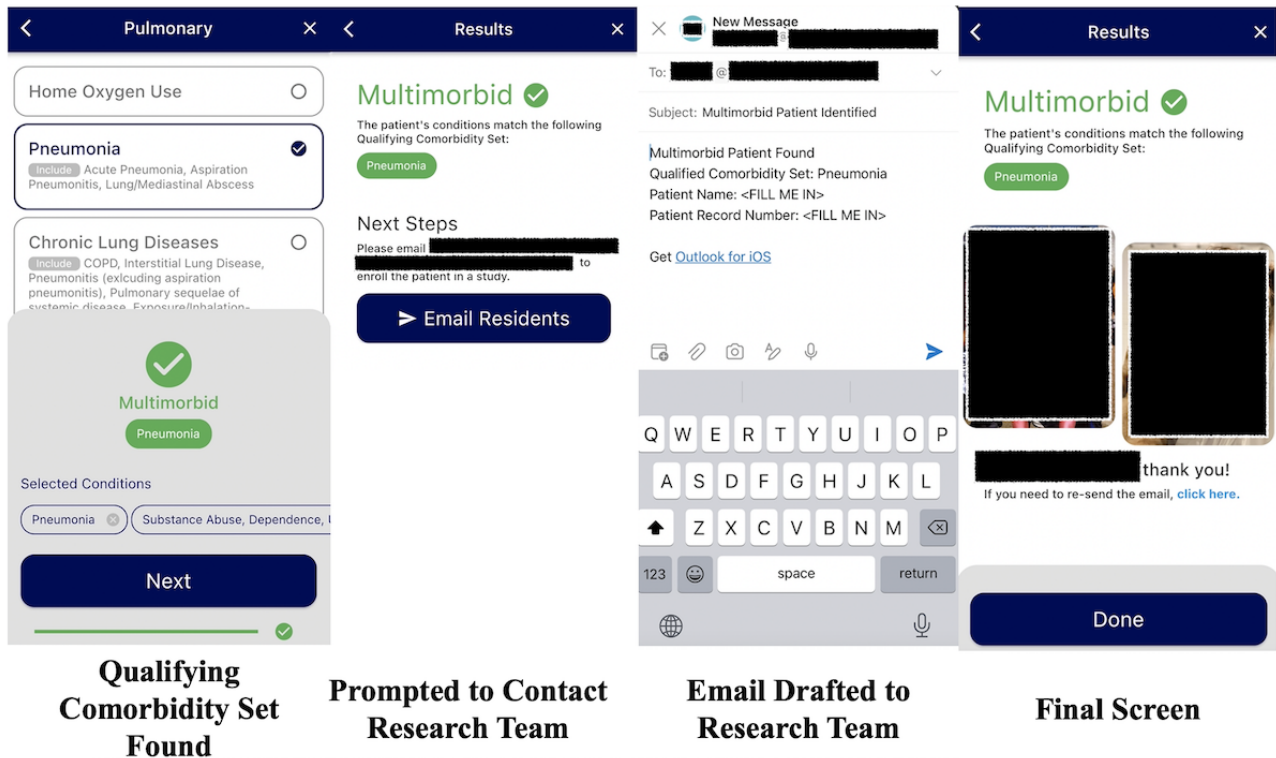 Pulmonary
Home Oxygen Use
Pneumonia
Include Acute Pneumonia, Aspiration
Pneumonitis, Lung/Mediastinal Abscess
Chronic Lung Diseases
Include COPD, Interstitial Lung Disease,
Pneumonitis (exlcuding aspiration
pneumonitis), Pulmonary sequelae of
systemic disease, Exposure/Inhalation-
Multimorbid
Pneumonia
Selected Conditions
Pneumonia
Substance Abuse, Dependence,
Next
Qualifying
Comorbidity Set
Found
Results
Multimorbid
The patient's conditions match the following
Qualifying Comorbidity Set:
Pneumonia
Next Steps
Please email
to
enroll the patient in a study.
Email Residents
Prompted to Contact
Research Team
New Message
@
To: @
Subject: Multimorbid Patient Identified
Multimorbid Patient Found
Qualified Comorbidity Set: Pneumonia
Patient Name: <FILL ME IN>
Patient Record Number: <FILL ME IN>
Get Outlook for iOS
Q W E R T Y U I O P
A S D F G H J K L
Z X C V B N M
123 space return
Email Drafted to
Research Team
Results
Multimorbid
The patient's conditions match the following
Qualifying Comorbidity Set:
Pneumonia
thank you!
If you need to re-send the email, click here.
Done
Final Screen